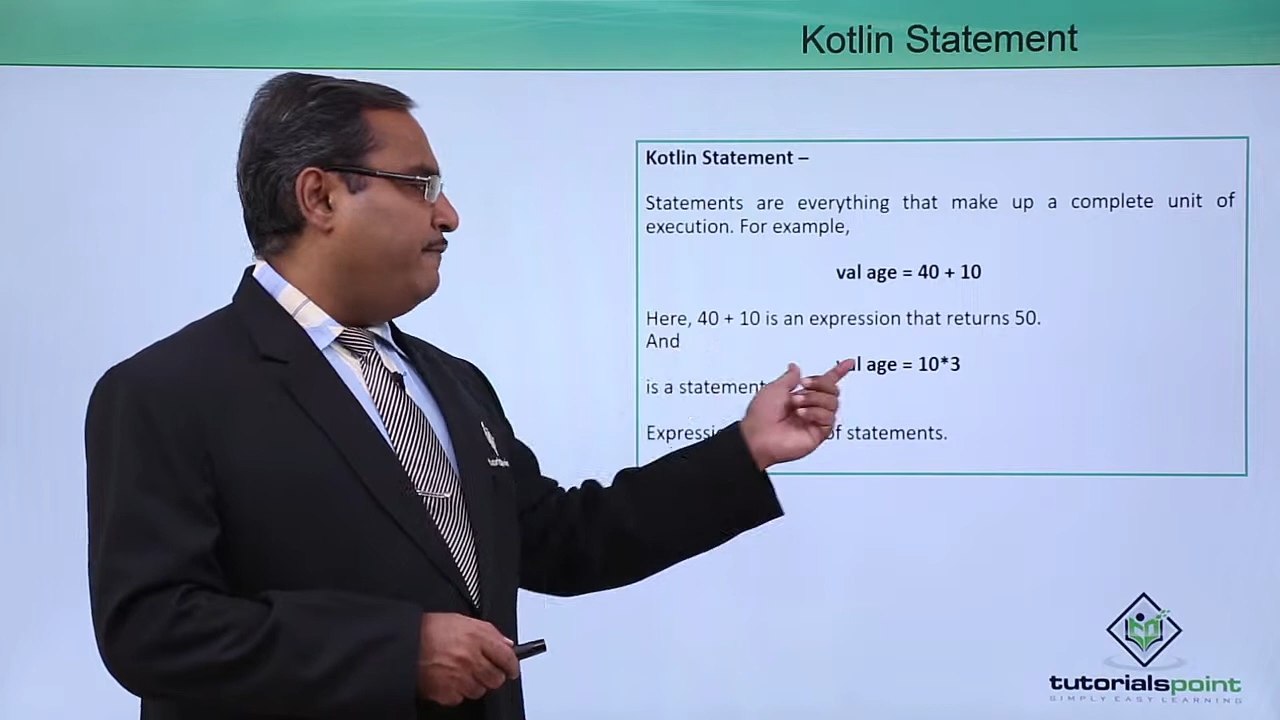 Kotlin Statement
Kotlin Statement –
Statements are everything that make up a complete unit of
execution. For example,
val age = 40 + 10
Here, 40 + 10 is an expression that returns 50.
And
age = 10*3
is a statement
of statements.
tutorialspoint
SIMPLY EASY LEARNING